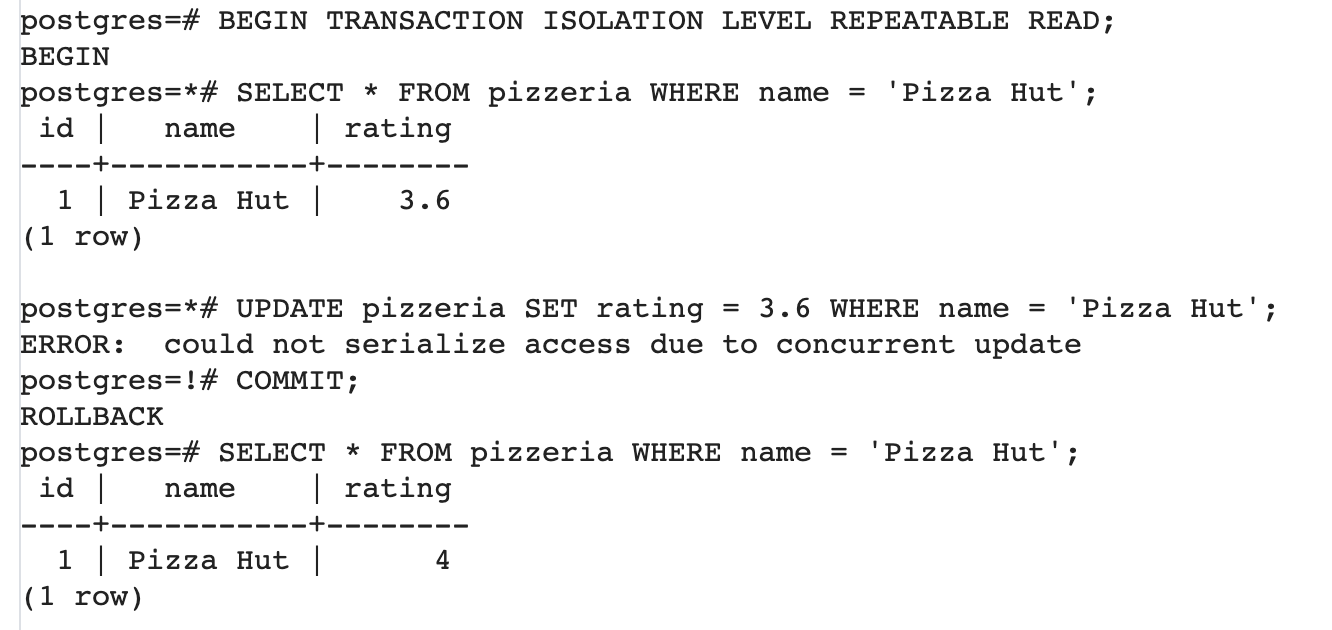 postgres=# BEGIN TRANSACTION ISOLATION LEVEL REPEATABLE READ;
BEGIN
postgres=*# SELECT * FROM pizzeria WHERE name = 'Pizza Hut';
 id |   name    | rating
----+-----------+--------
  1 | Pizza Hut |    3.6
(1 row)

postgres=*# UPDATE pizzeria SET rating = 3.6 WHERE name = 'Pizza Hut';
ERROR:  could not serialize access due to concurrent update
postgres=!# COMMIT;
ROLLBACK
postgres=# SELECT * FROM pizzeria WHERE name = 'Pizza Hut';
 id |   name    | rating
----+-----------+--------
  1 | Pizza Hut |      4
(1 row)